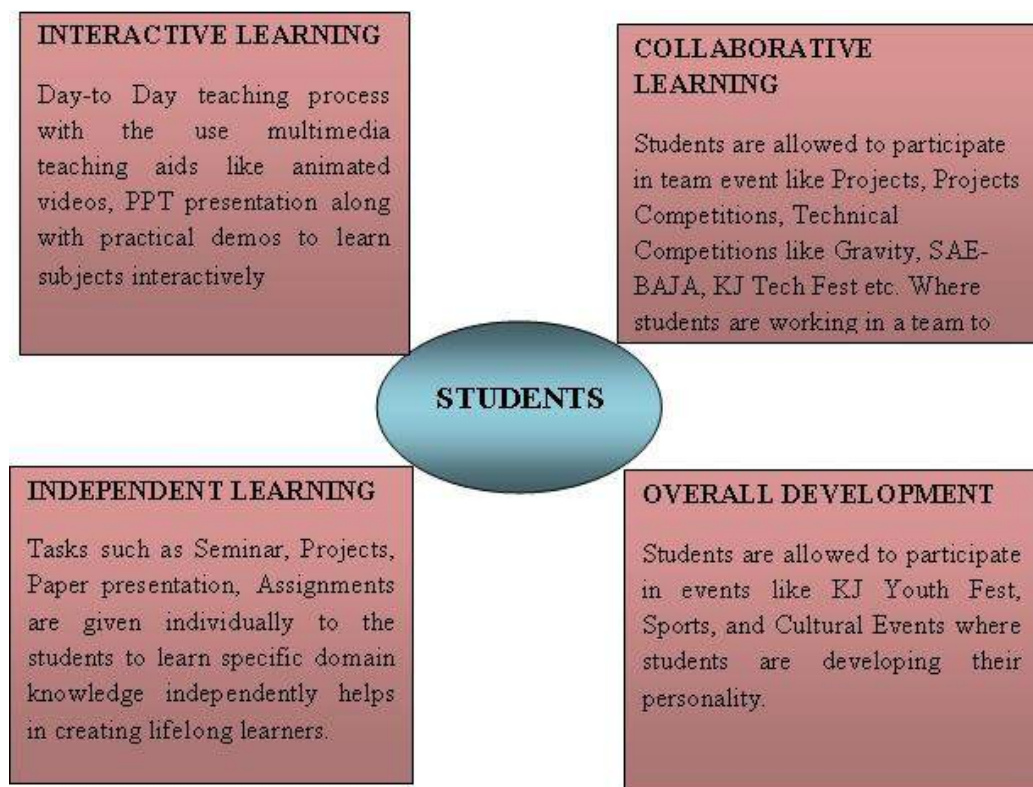 INTERACTIVE LEARNING
Day-to Day teaching process
with the use multimedia
teaching aids like animated
videos, PPT presentation along
with practical demos to learn
subjects interactively
COLLABORATIVE
LEARNING
Students are allowed to participate
in team event like Projects, Projects
Competitions, Technical
Competitions like Gravity, SAE-
BAJA, KJ Tech Fest etc. Where
students are working in a team to
STUDENTS
INDEPENDENT LEARNING
Tasks such as Seminar, Projects,
Paper presentation, Assignments
are given individually to the
students to learn specific domain
knowledge independently helps
in creating lifelong learners.
OVERALL DEVELOPMENT
Students are allowed to participate
in events like KJ Youth Fest,
Sports, and Cultural Events where
students are developing their
personality.